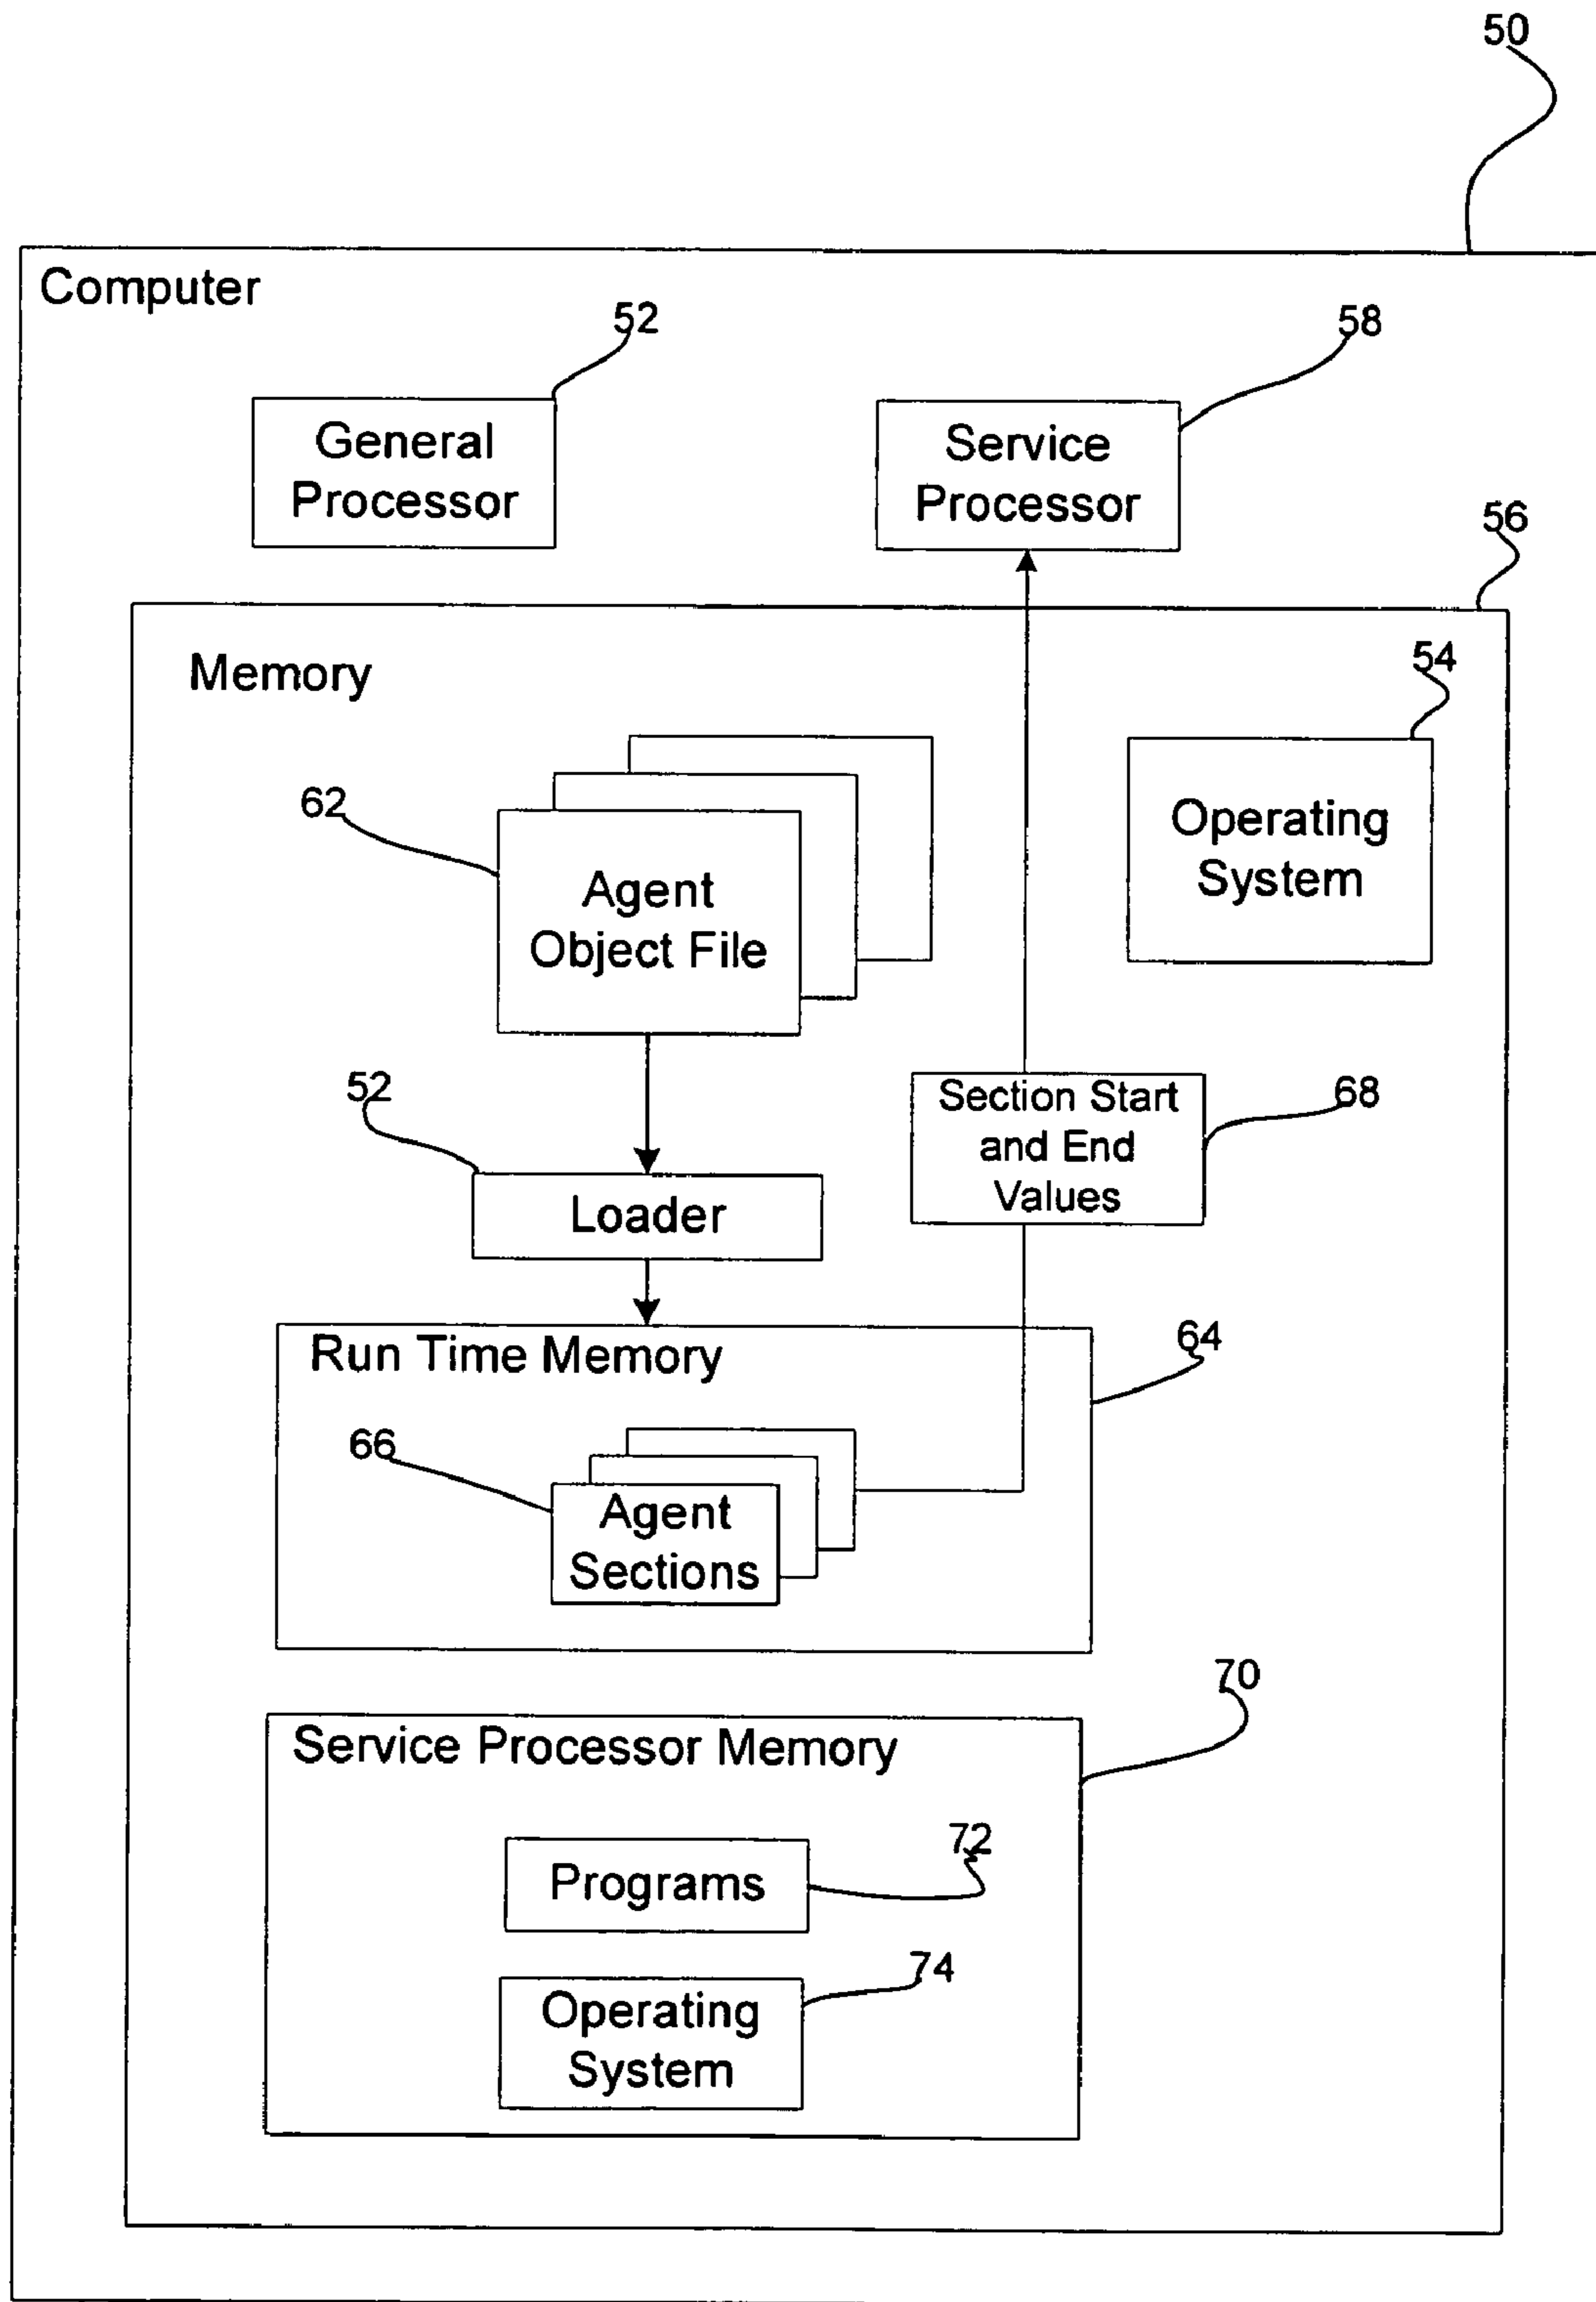 50
Computer
52
58
General
Processor
Service
Processor
56
Memory
54
62
Agent
Object File
Operating
System
52
Loader
Section Start
and End
Values
68
Run Time Memory
64
66
Agent
Sections
70
Service Processor Memory
72
Programs
74
Operating
System